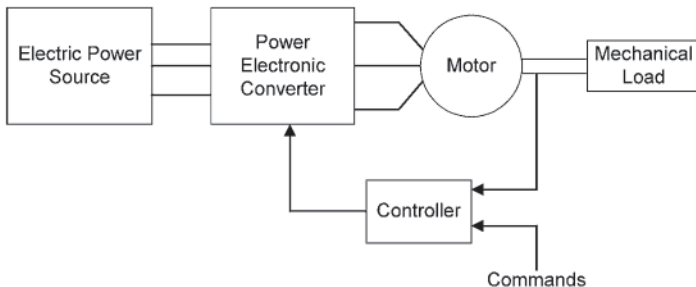 Electric Power
Source
Power
Electronic
Converter
Motor
Mechanical
Load
Controller
Commands